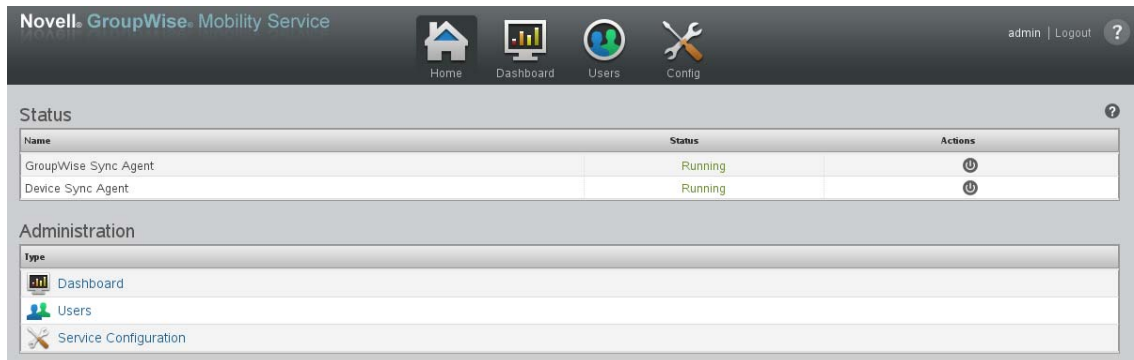 Novell® GroupWise® Mobility Service
admin | Logout ?
Home Dashboard Users Config
Status ?
Name Status Actions
GroupWise Sync Agent Running
Device Sync Agent Running
Administration
Type
Dashboard
Users
Service Configuration